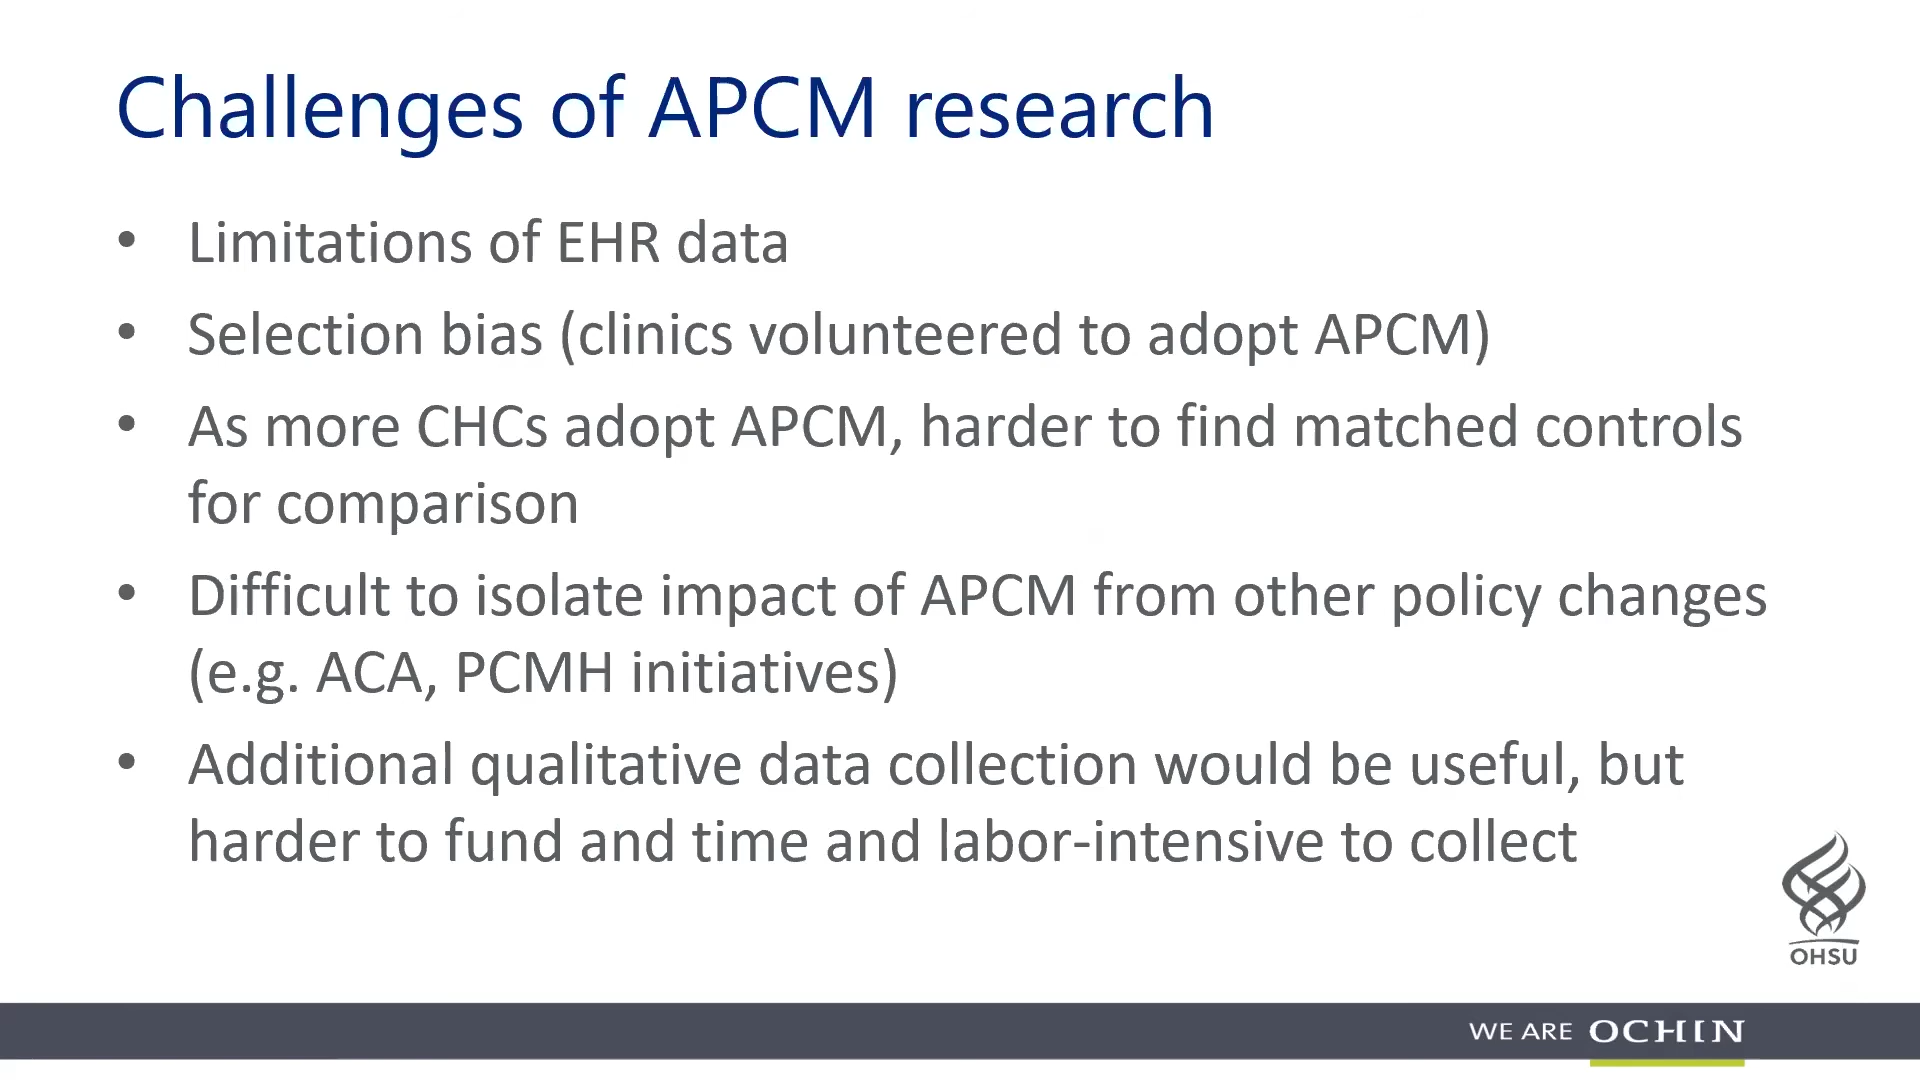 Challenges of APCM research
• Limitations of EHR data
• Selection bias (clinics volunteered to adopt APCM)
• As more CHCs adopt APCM, harder to find matched controls
for comparison
• Difficult to isolate impact of APCM from other policy changes
(e.g. ACA, PCMH initiatives)
• Additional qualitative data collection would be useful, but
harder to fund and time and labor-intensive to collect
OHSU
WE ARE OCHIN